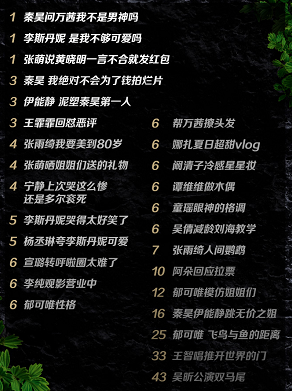 1 秦昊问万茜我不是男神吗
1 李斯丹妮 是我不够可爱吗
1 张萌说黄晓明一言不合就发红包
3 秦昊 我绝对不会为了钱拍烂片
3 伊能静 泥塑秦昊第一人
3 王霏霏回怼恶评
4 张雨绮我要美到80岁
4 张萌晒姐姐们送的礼物
4 宁静上次哭这么惨
还是多尔衮死
5 李斯丹妮哭得太好笑了
5 杨丞琳夸李斯丹妮可爱
6 宣璐转呼啦圈太难了
6 李纯观影营业中
6 郁可唯性格
6 帮万茜撩头发
6 娜扎夏日超甜vlog
6 阚清子冷感星星妆
6 谭维维做木偶
6 童瑶眼神的格调
6 吴倩减龄刘海教学
7 张雨绮人间鹦鹉
10 阿朵回应拉票
12 郁可唯模仿姐姐们
16 秦昊伊能静跳无价之姐
25 郁可唯 飞鸟与鱼的距离
33 王智唱推开世界的门
43 吴昕公演双马尾